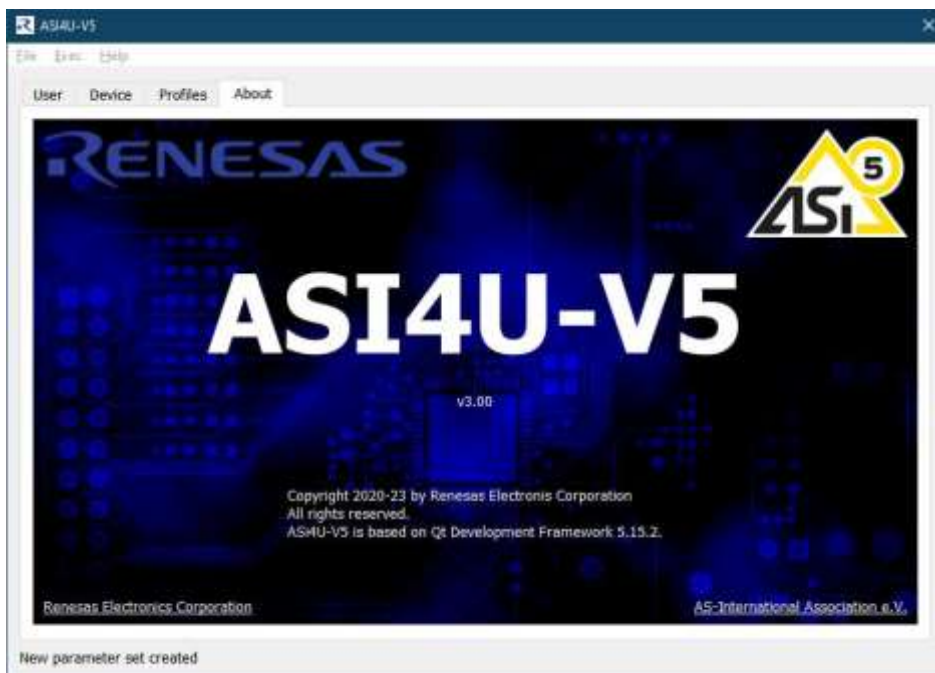 ASI4U-V5
File Exec Help
User Device Profiles About
RENESAS
ASi 5
ASI4U-V5
v3.00
Copyright 2020-23 by Renesas Electronis Corporation
All rights reserved.
ASI4U-V5 is based on Qt Development Framework 5.15.2.
Renesas Electronics Corporation
AS-International Association e.V.
New parameter set created